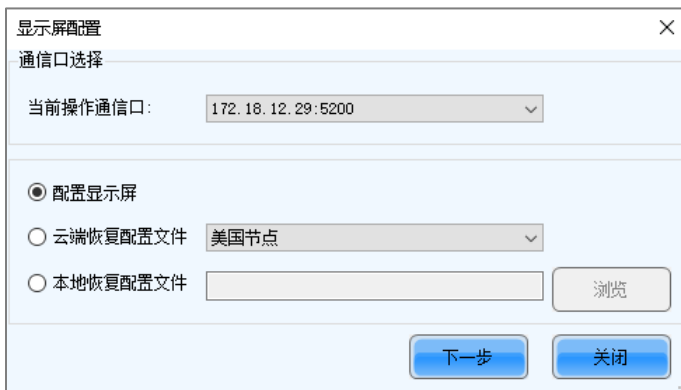 显示屏配置
通信口选择
当前操作通信口: 172.18.12.29:5200
配置显示屏
云端恢复配置文件 美国节点
本地恢复配置文件 浏览
下一步 关闭